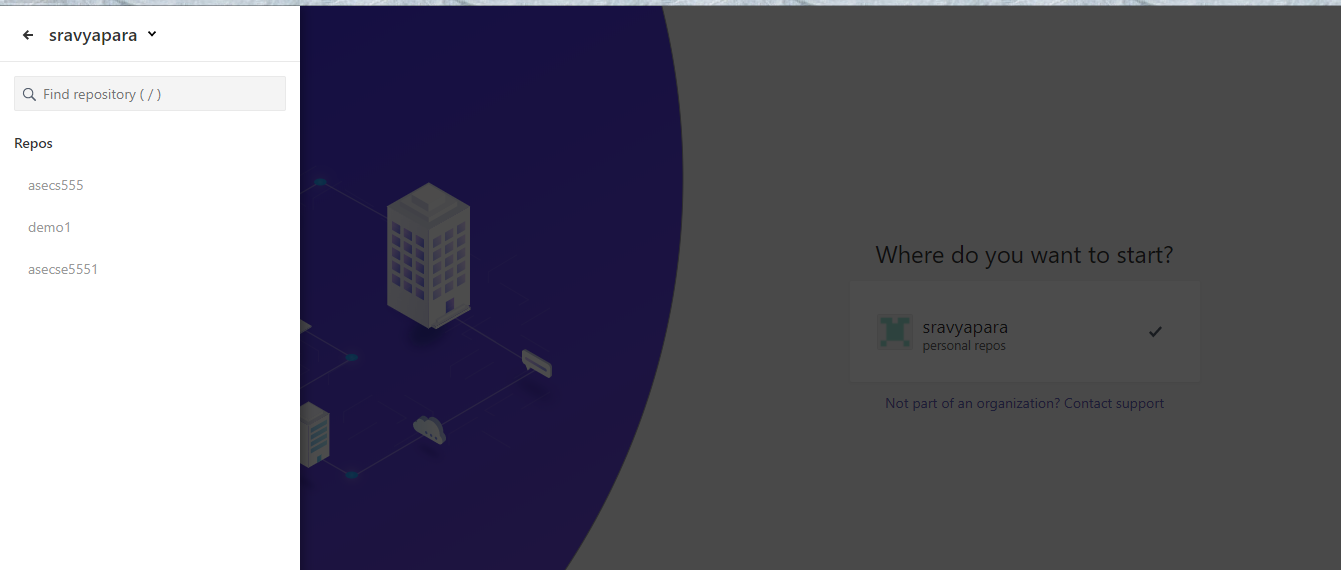 sravyapara
Find repository ( / )
Repos
asecs555
demo1
asecse5551
Where do you want to start?
sravyapara
personal repos
Not part of an organization? Contact support